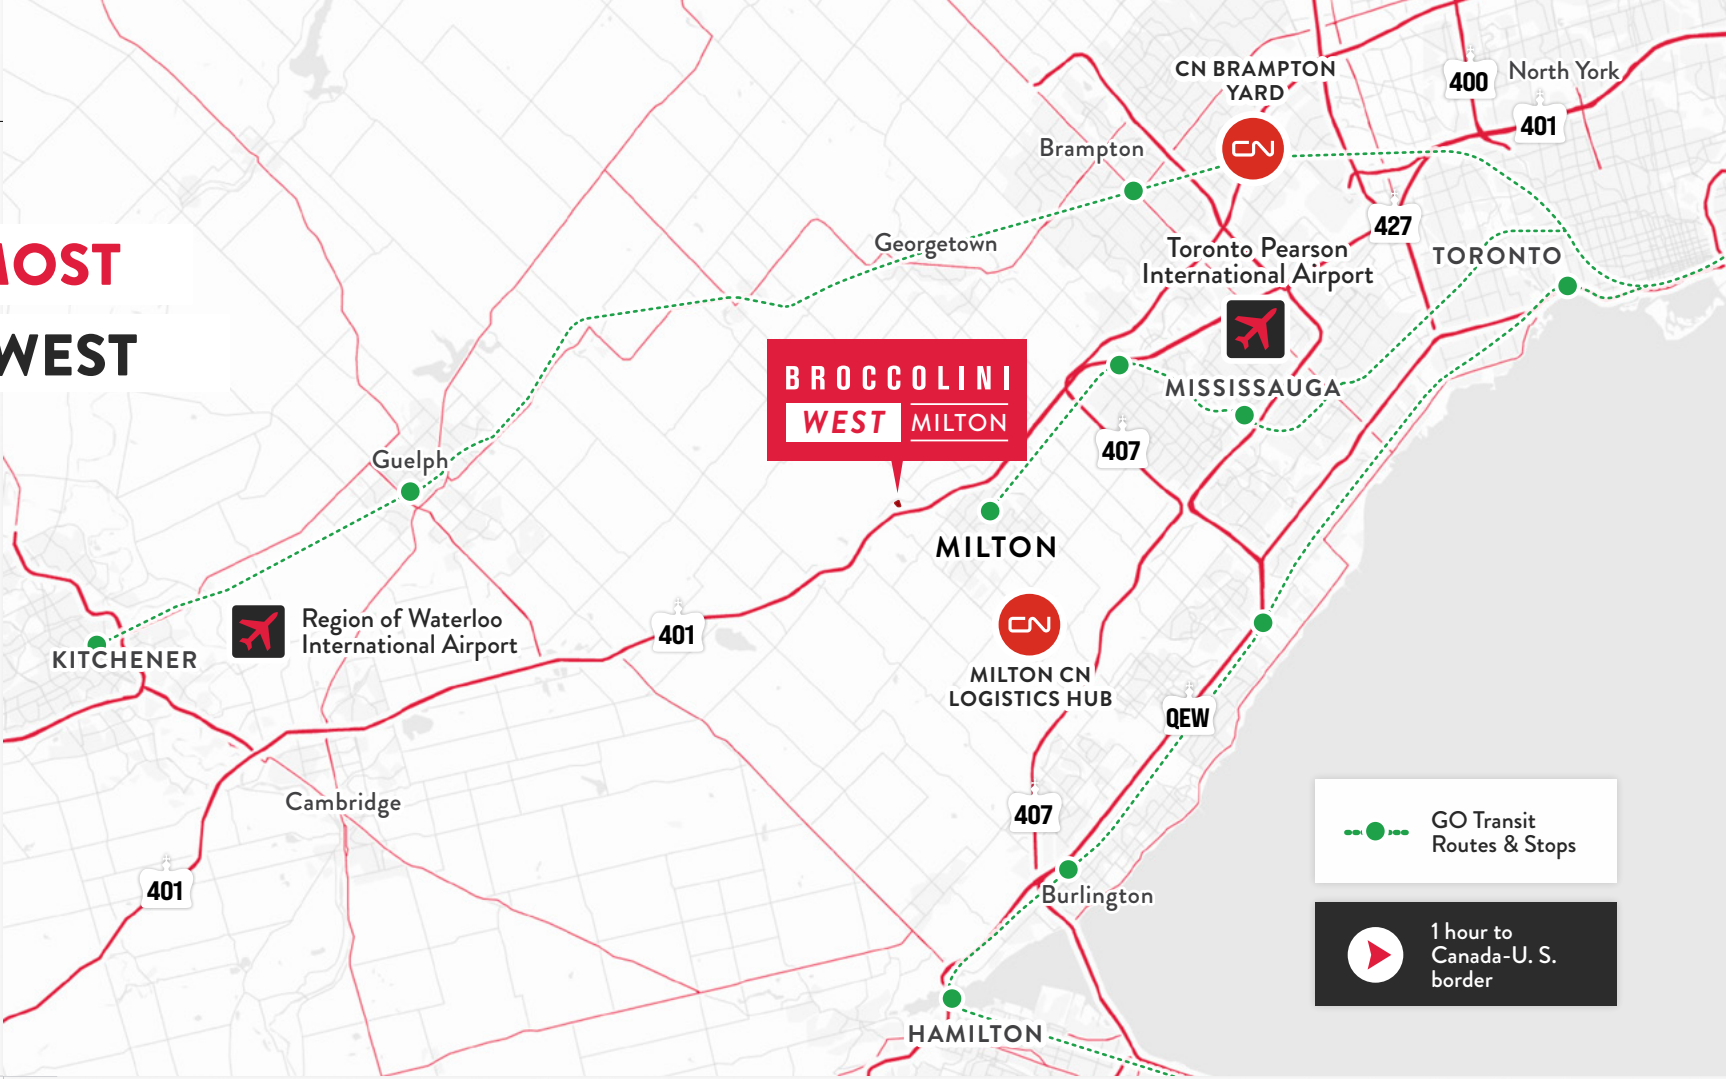 CN BRAMPTON
YARD
CN
400
North York
401
Brampton
427
Georgetown
Toronto Pearson
International Airport
TORONTO
OST
WEST
BROCCOLINI
WEST MILTON
MISSISSAUGA
407
Guelph
MILTON
Region of Waterloo
International Airport
401
CN
KITCHENER
MILTON CN
LOGISTICS HUB
QEW
Cambridge
407
401
Burlington
HAMILTON
GO Transit
Routes & Stops
1 hour to
Canada-U. S.
border